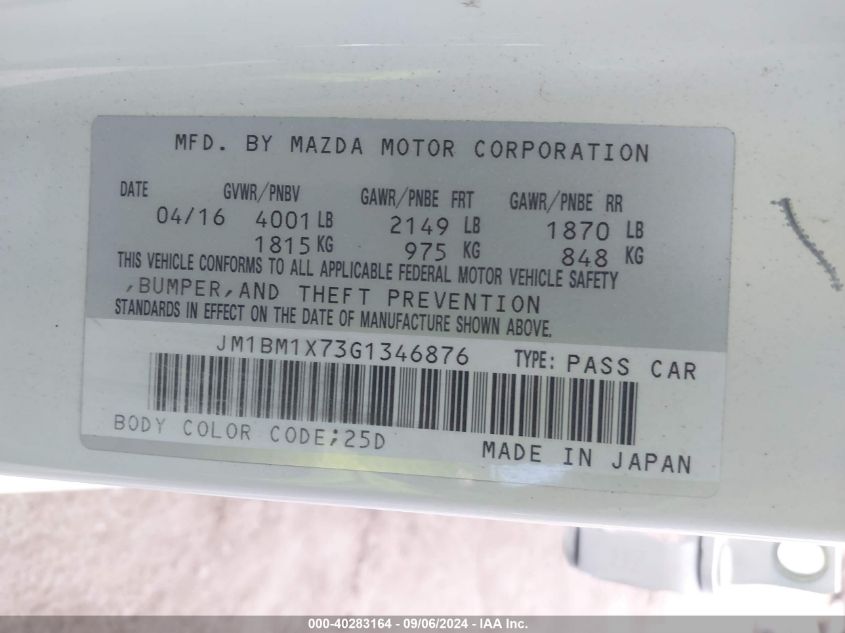 MFD. BY MAZDA MOTOR CORPORATION
DATE GVWR/PNBV GAWR/PNBE FRT GAWR/PNBE RR
04/16 4001 LB 2149 LB 1870 LB
1815 KG 975 KG 848 KG
THIS VEHICLE CONFORMS TO ALL APPLICABLE FEDERAL MOTOR VEHICLE SAFETY
,BUMPER,AND THEFT PREVENTION
STANDARDS IN EFFECT ON THE DATE OF MANUFACTURE SHOWN ABOVE.
JM1BM1X73G1346876 TYPE: PASS CAR
BODY COLOR CODE;25D
MADE IN JAPAN
000-40283164 - 09/06/2024 - IAA Inc.